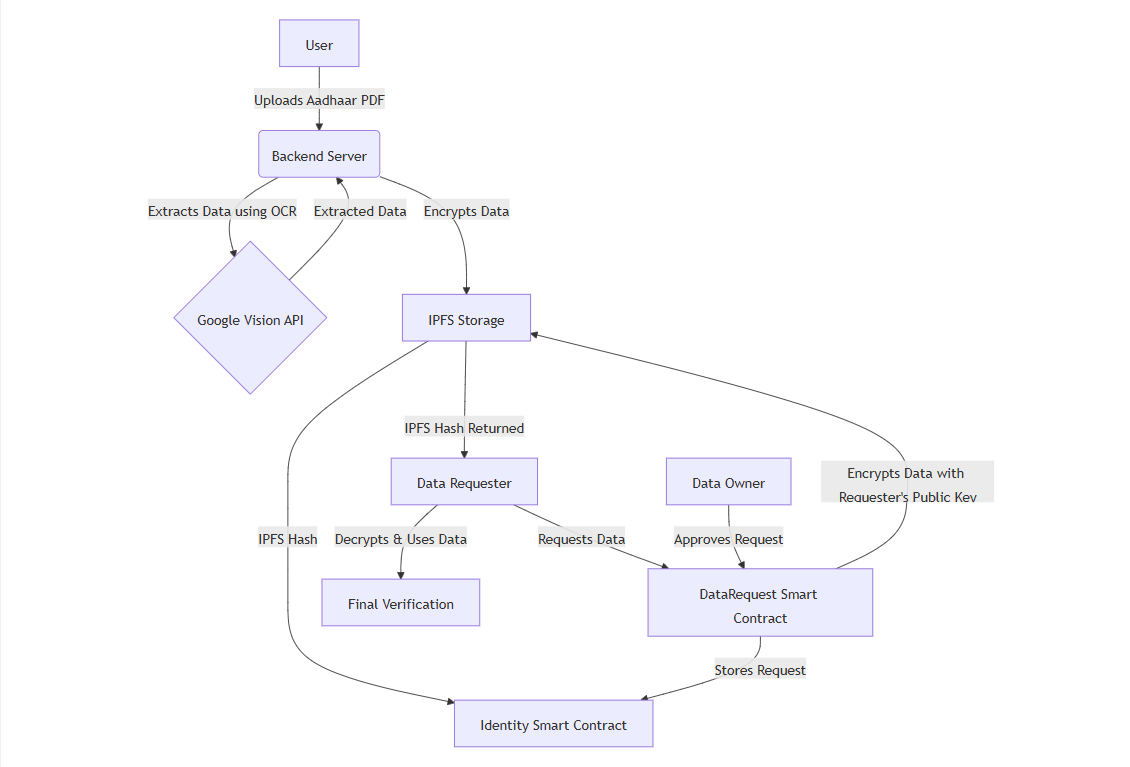 User
Uploads Aadhaar PDF
Backend Server
Extracts Data using OCR
Extracted Data
Encrypts Data
Google Vision API
IPFS Storage
IPFS Hash Returned
Data Requester
Data Owner
Encrypts Data with
Requester's Public Key
IPFS Hash
Decrypts & Uses Data
Requests Data
Approves Request
Final Verification
DataRequest Smart
Contract
Stores Request
Identity Smart Contract